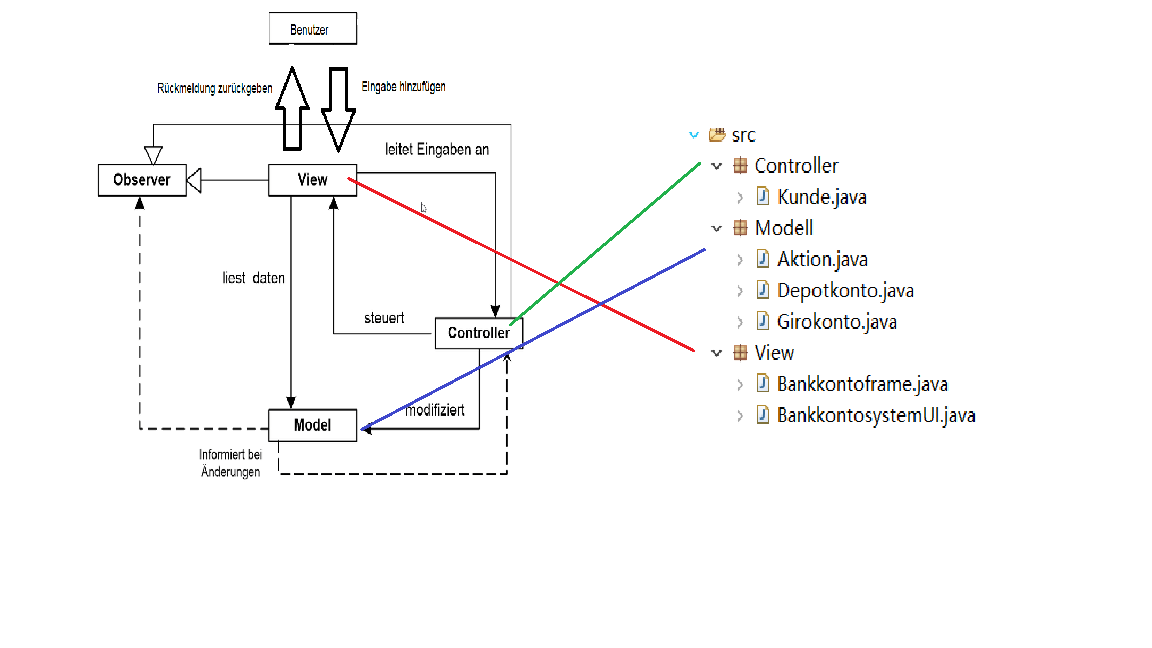 Benutzer
Rückmeldung zurückgeben
Eingabe hinzufügen
leitet Eingaben an
Observer
View
liest daten
steuert
Controller
modifiziert
Model
Informiert bei
Änderungen
src
Controller
Kunde.java
Modell
Aktion.java
Depotkonto.java
Girokonto.java
View
Bankkontoframe.java
BankkontosystemUI.java